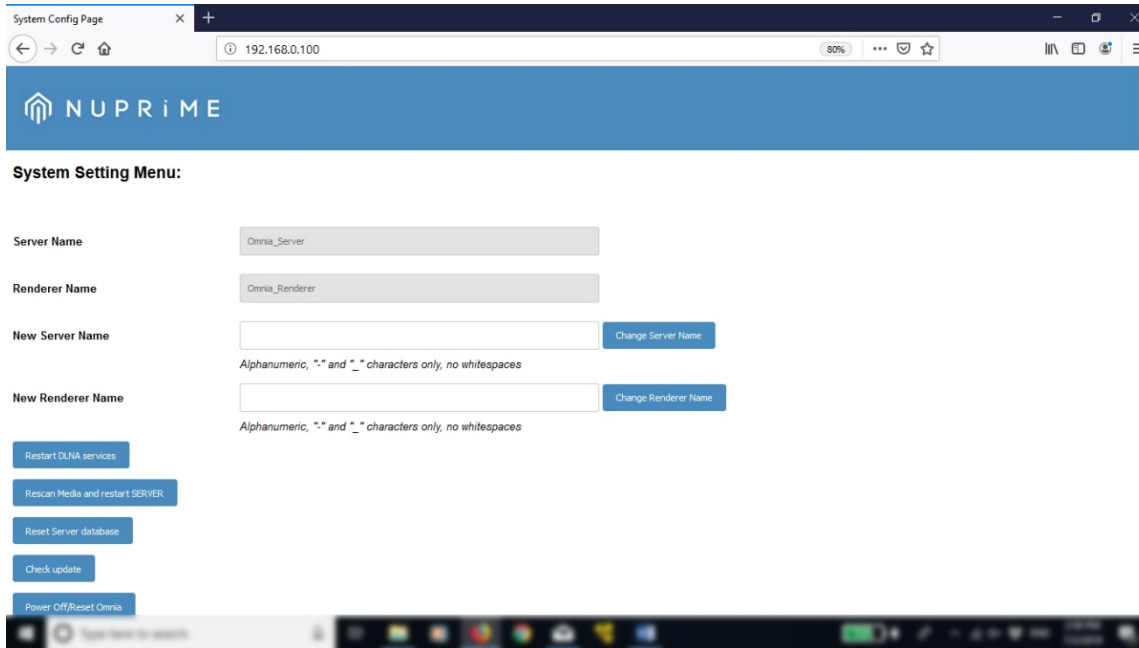 System Config Page
192.168.0.100
80%
NUPRiME
System Setting Menu:
Server Name
Omnia_Server
Renderer Name
Omnia_Renderer
New Server Name
Change Server Name
Alphanumeric, "-" and "_" characters only, no whitespaces
New Renderer Name
Change Renderer Name
Alphanumeric, "-" and "_" characters only, no whitespaces
Restart DLNA services
Rescan Media and restart SERVER
Reset Server database
Check update
Power Off/Reset Omnia
Type here to search